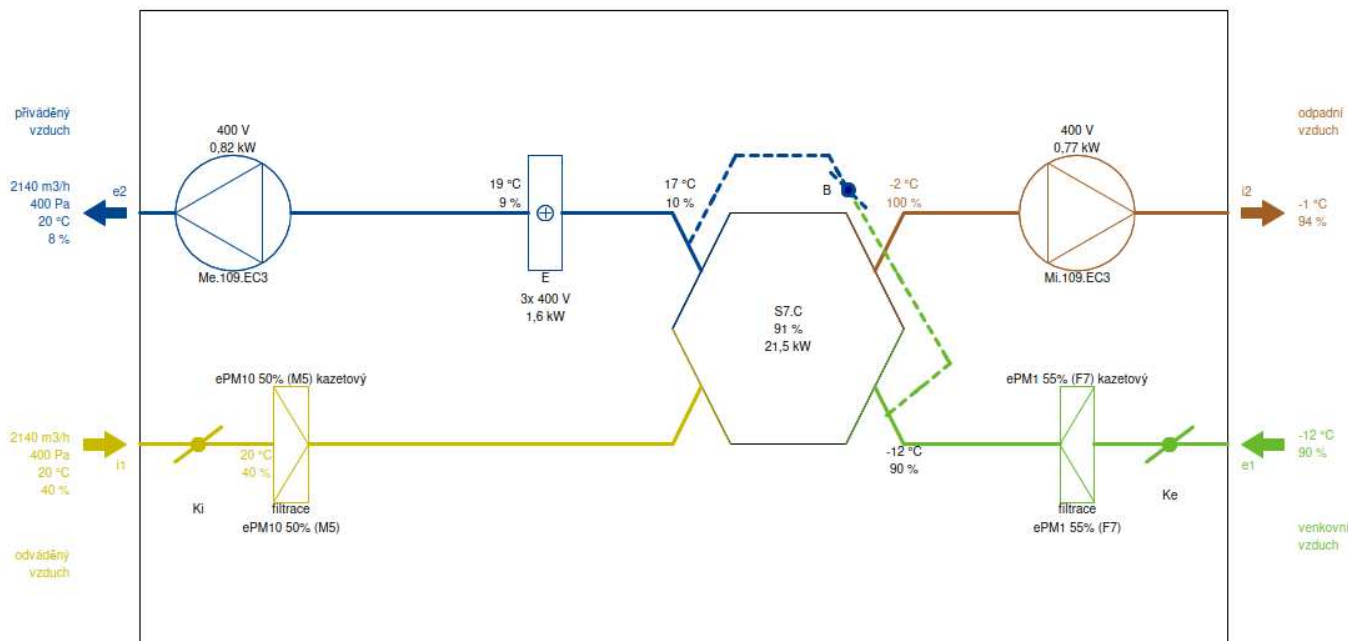 přiváděný
vzduch
400 V
0,82 kW
2140 m3/h
400 Pa
20 °C
8 %
e2
Me.109.EC3
19 °C
9 %
E
3x 400 V
1,6 kW
17 °C
10 %
B
-2 °C
100 %
400 V
0,77 kW
Mi.109.EC3
odpadní
vzduch
i2
-1 °C
94 %
S7.C
91 %
21,5 kW
ePM10 50% (M5) kazetový
2140 m3/h
400 Pa
20 °C
40 %
i1
20 °C
40 %
Ki
filtrace
ePM10 50% (M5)
odváděný
vzduch
-12 °C
90 %
ePM1 55% (F7) kazetový
filtrace
ePM1 55% (F7)
Ke
e1
-12 °C
90 %
venkovní
vzduch